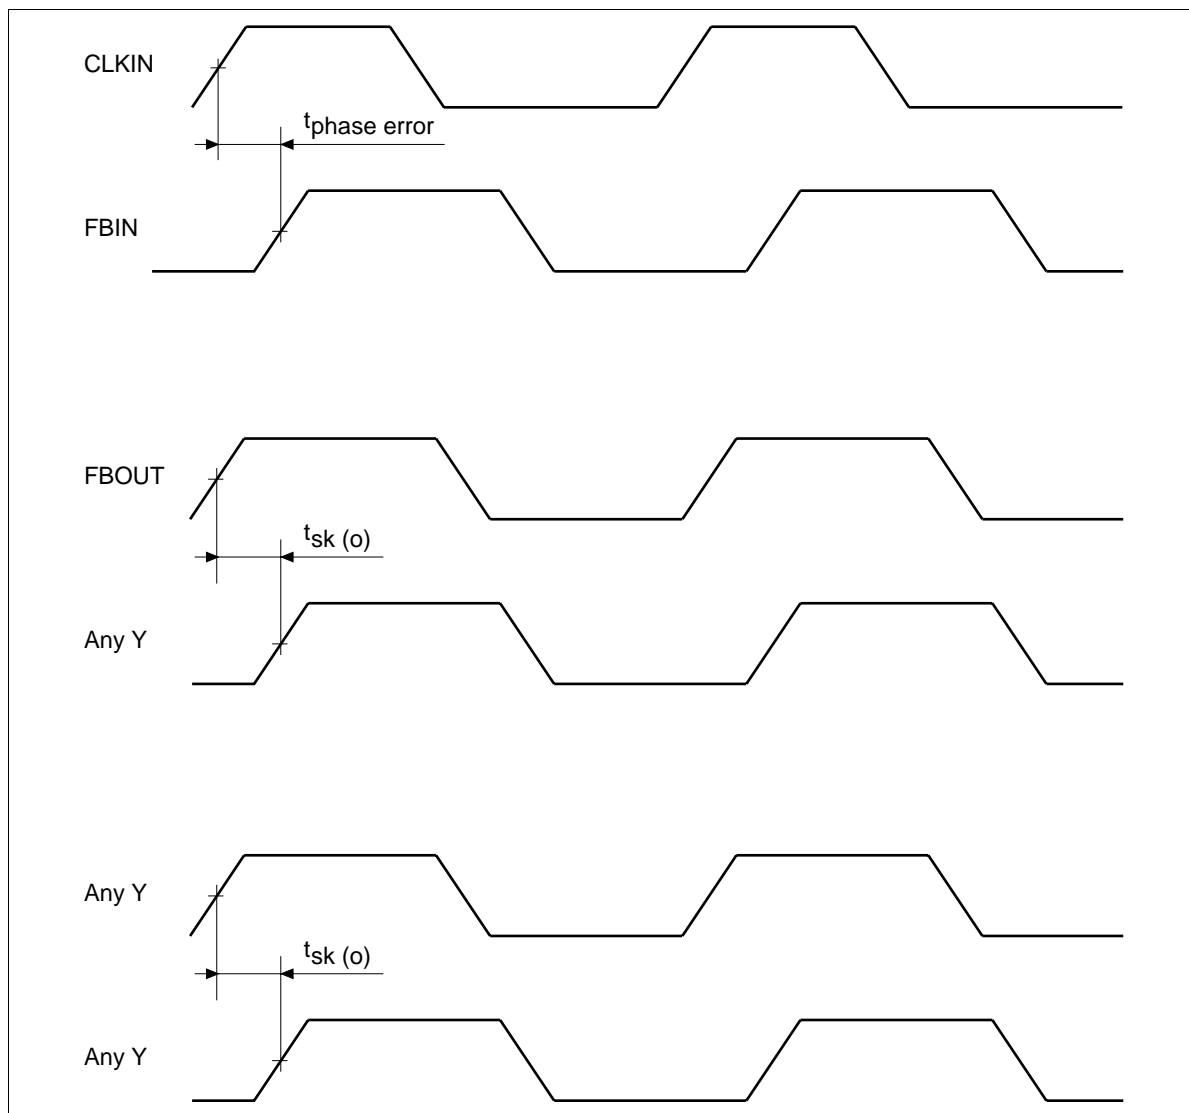 CLKIN
tphase error
FBIN
FBOUT
tsk (o)
Any Y
Any Y
tsk (o)
Any Y